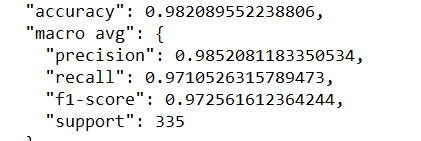 "accuracy": 0.982089552238806,
"macro avg": {
"precision": 0.9852081183350534,
"recall": 0.9710526315789473,
"f1-score": 0.972561612364244,
"support": 335
}